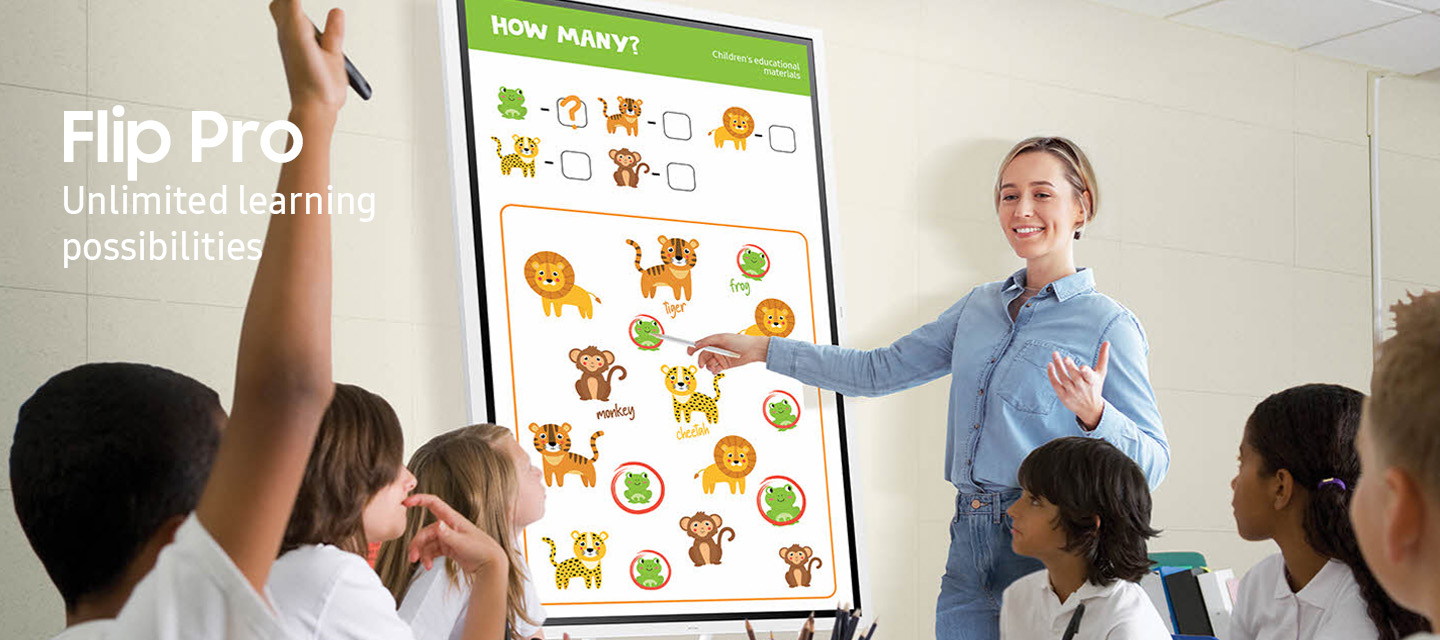 Flip Pro
Unlimited learning
possibilities
HOW MANY?
Children's educational
materials
- ?
-
-
-
-
frog
tiger
monkey
cheetah